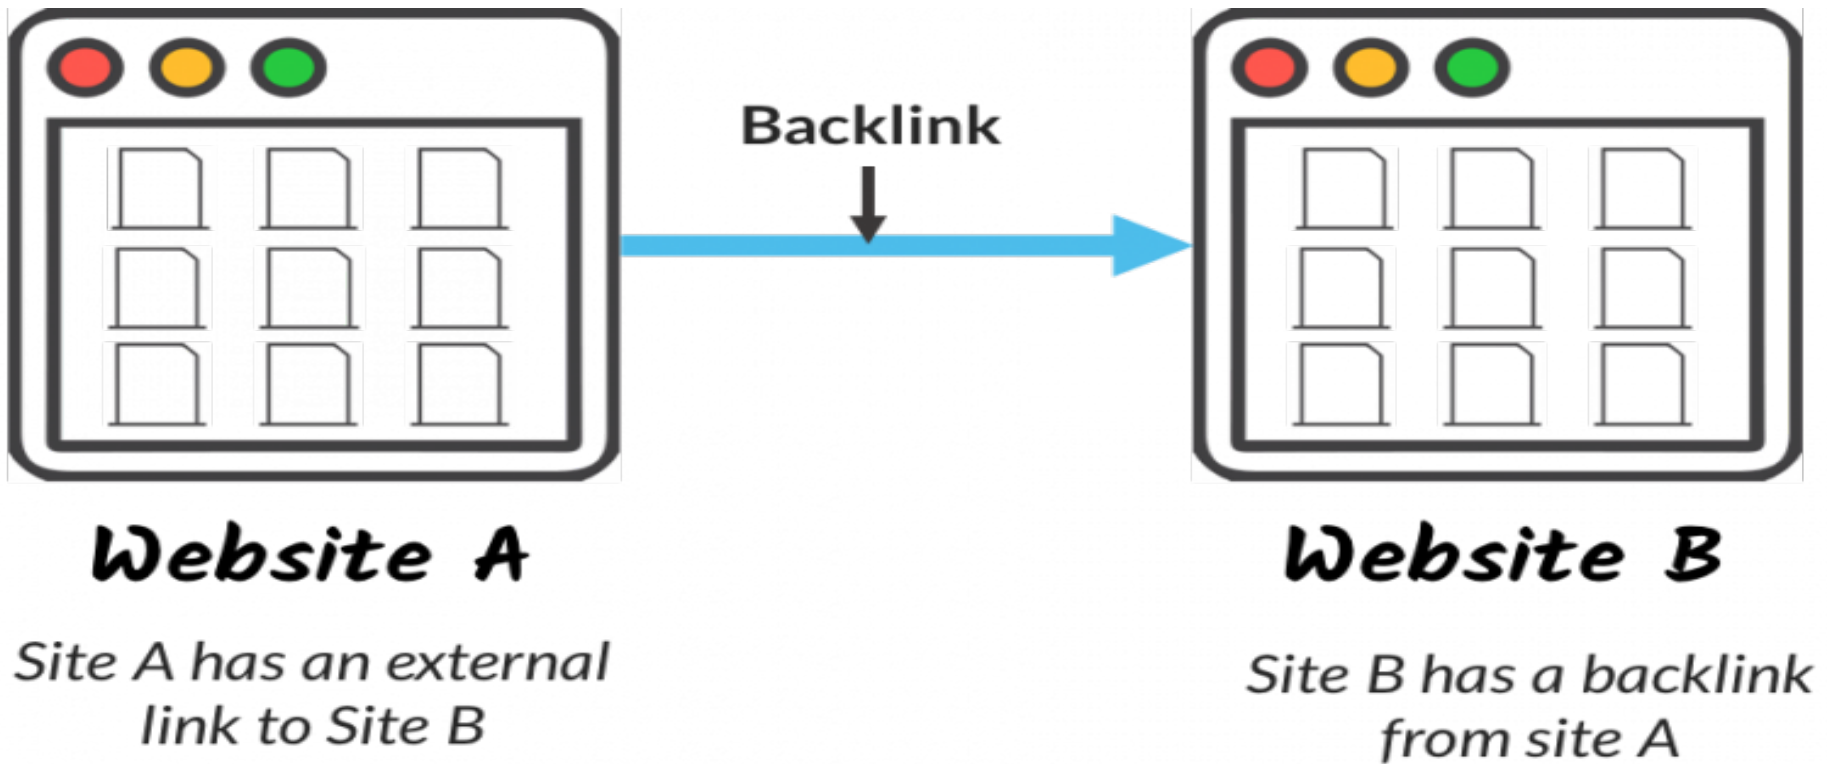 Backlink
Website A
Website B
Site A has an external
link to Site B
Site B has a backlink
from site A